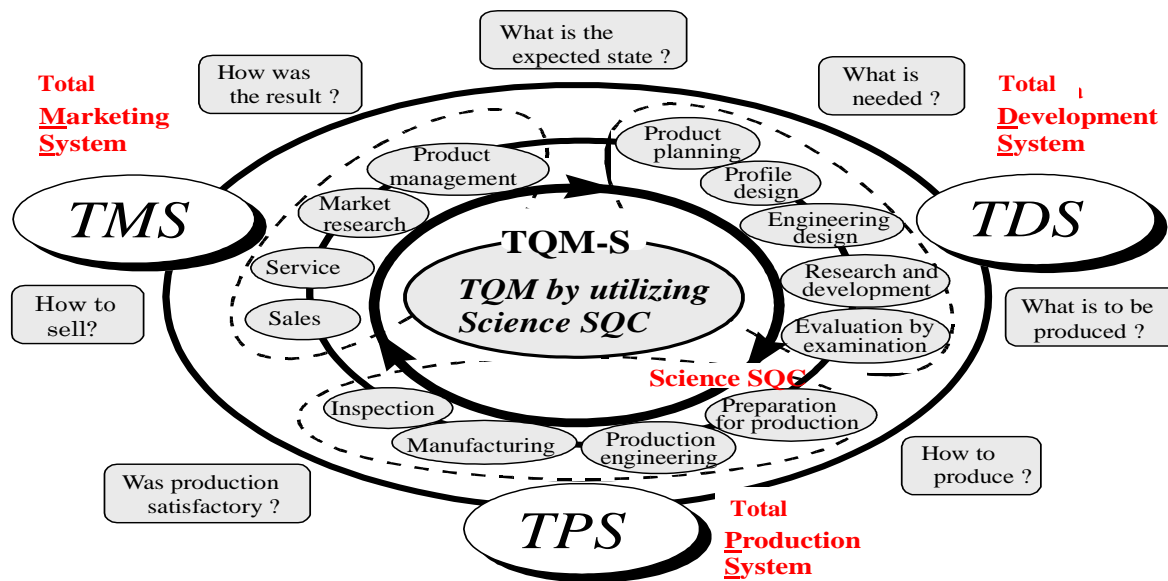 What is the
expected state ?
How was
the result ?
What is
needed ?
Total
Marketing
System
Total
Development
System
Product
planning
Product
management
Profile
design
Market
research
Engineering
design
TMS
TDS
TQM-S
TQM by utilizing
Science SQC
Service
Research and
development
Sales
How to
sell?
What is to be
produced ?
Evaluation by
examination
Science SQC
Inspection
Preparation
for production
Manufacturing
Production
engineering
How to
produce ?
Was production
satisfactory ?
TPS
Total
Production
System